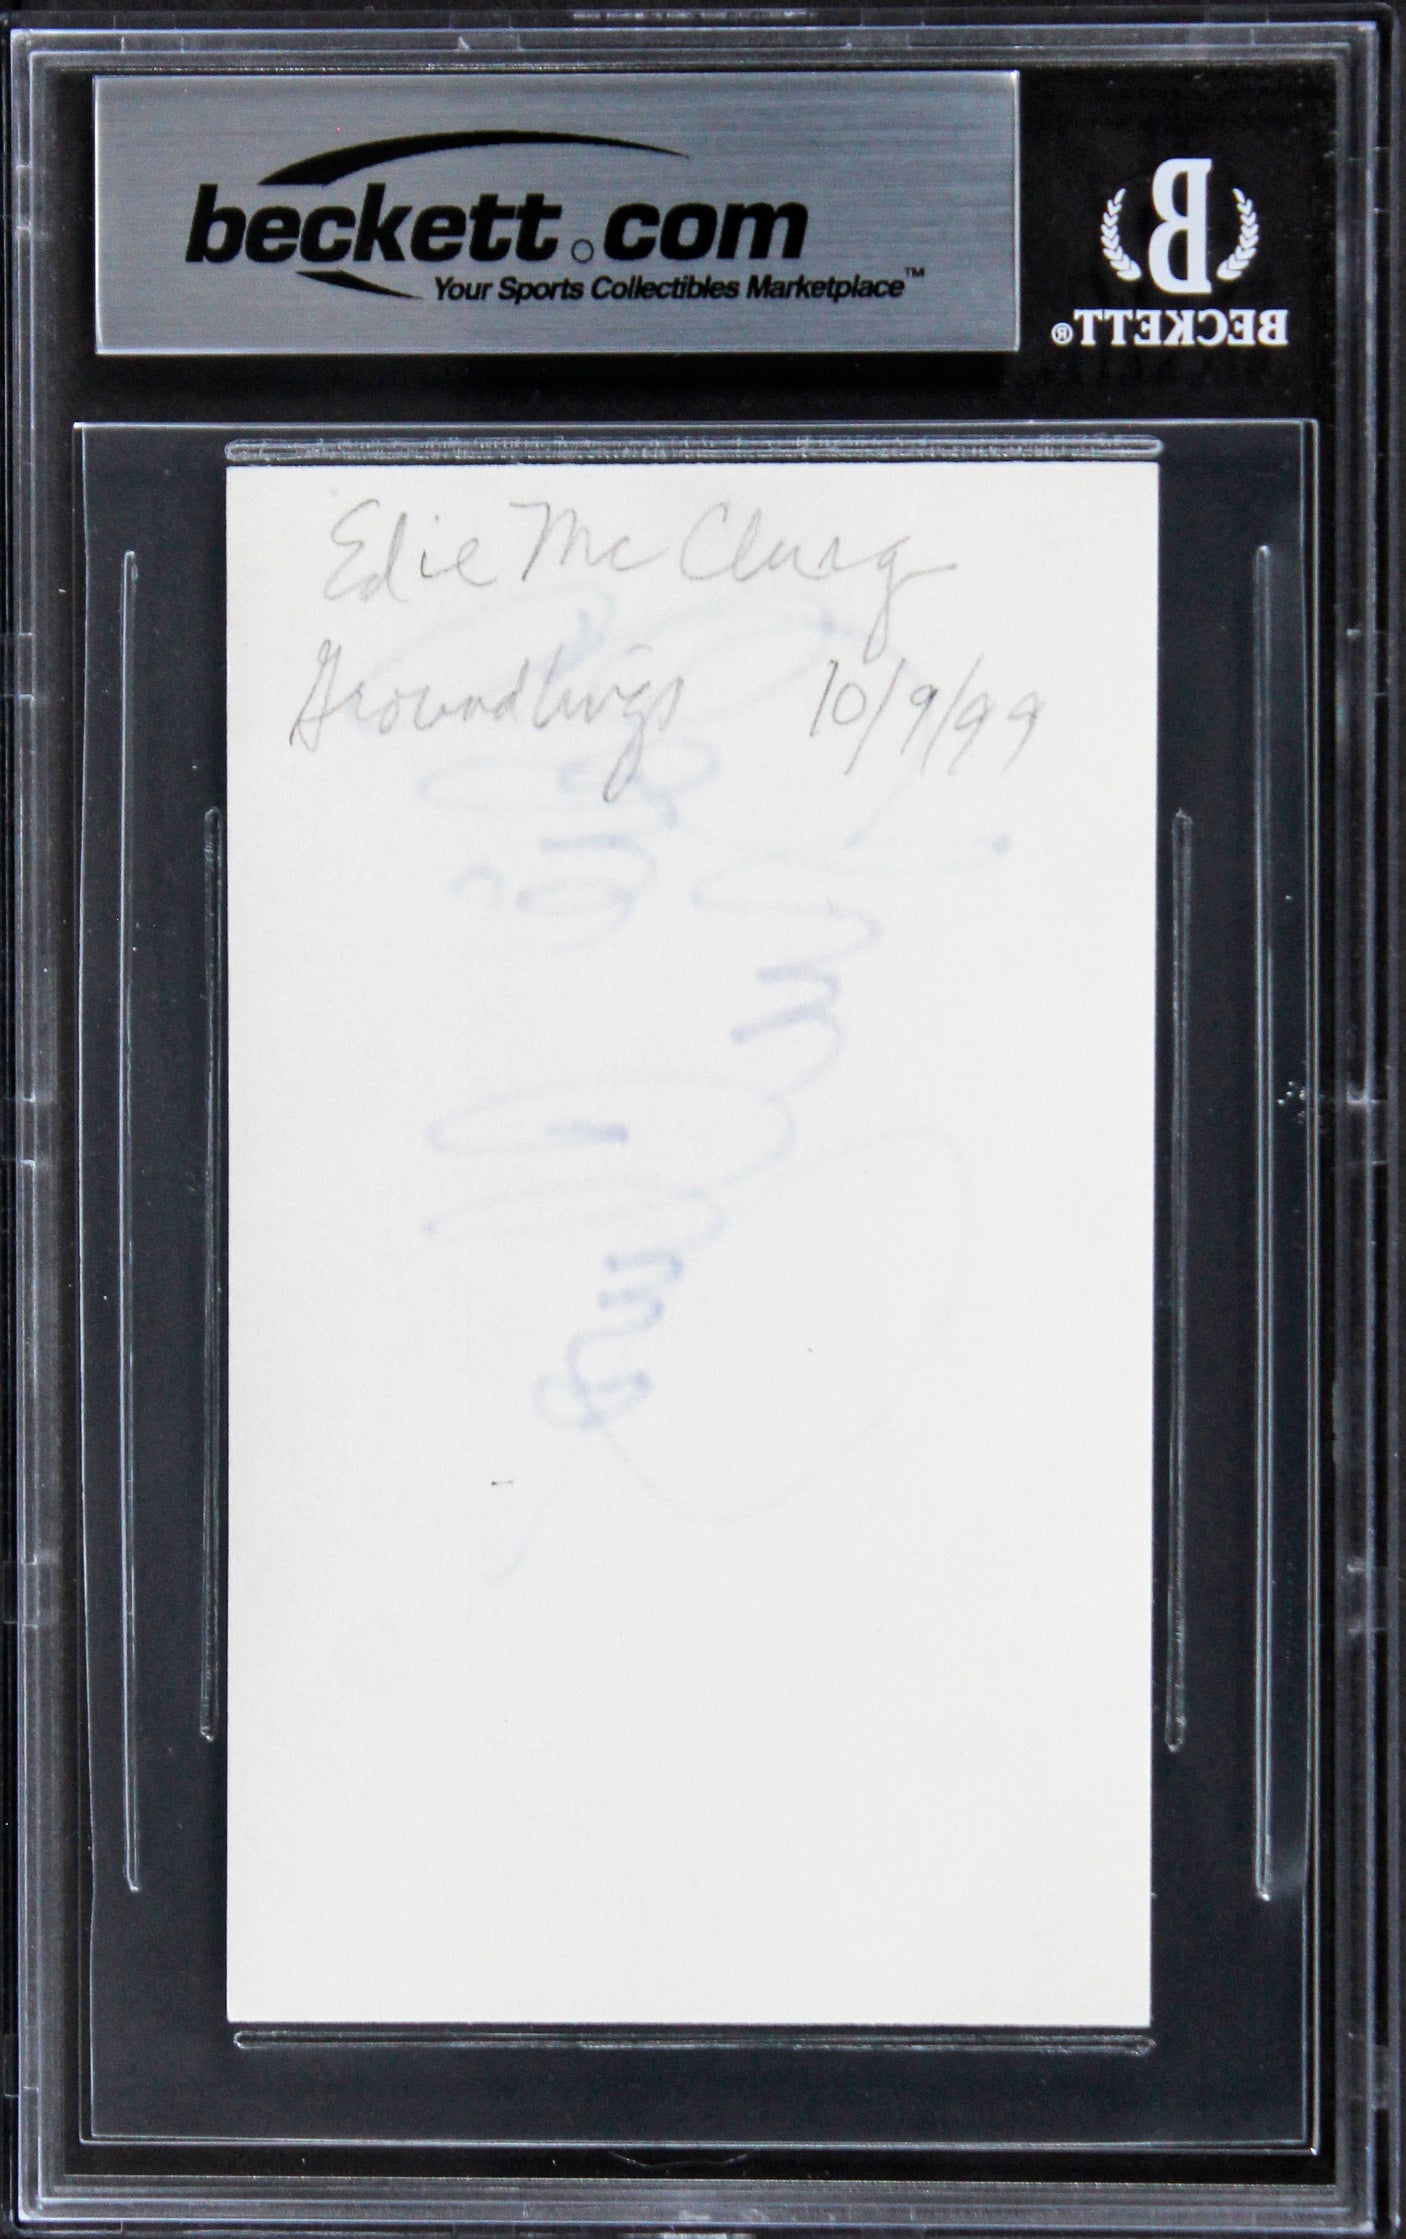 beckett.com
Your Sports Collectibles Marketplace™
B
BECKETT®
Edie McClurg
Groundlings 10/9/99